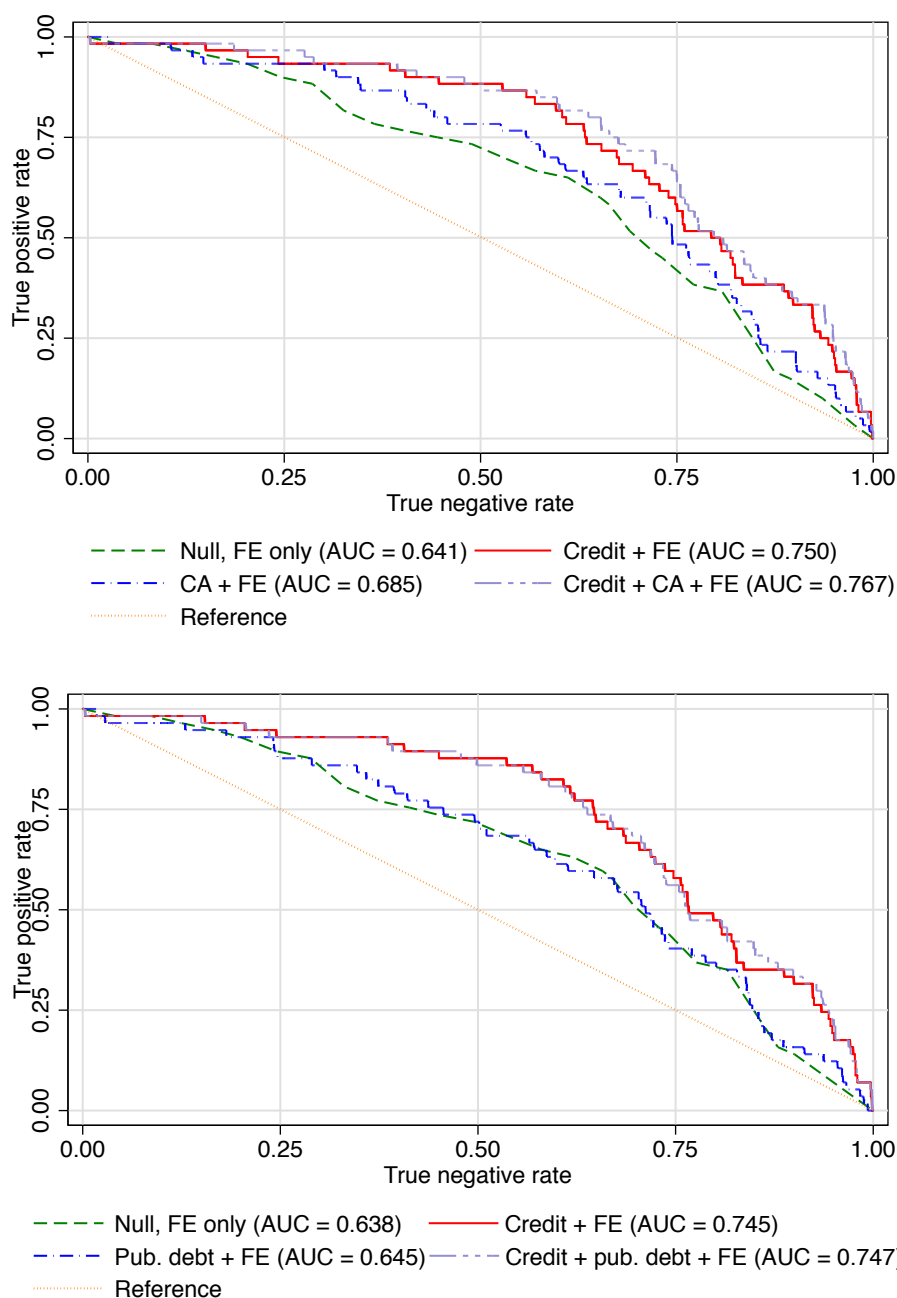 1.00
0.75
0.50
0.25
0.00
True positive rate
0.00 0.25 0.50 0.75 1.00
True negative rate
Null, FE only (AUC = 0.641) Credit + FE (AUC = 0.750)
CA + FE (AUC = 0.685) Credit + CA + FE (AUC = 0.767)
Reference
1.00
0.75
0.50
0.25
0.00
True positive rate
0.00 0.25 0.50 0.75 1.00
True negative rate
Null, FE only (AUC = 0.638) Credit + FE (AUC = 0.745)
Pub. debt + FE (AUC = 0.645) Credit + pub. debt + FE (AUC = 0.747)
Reference